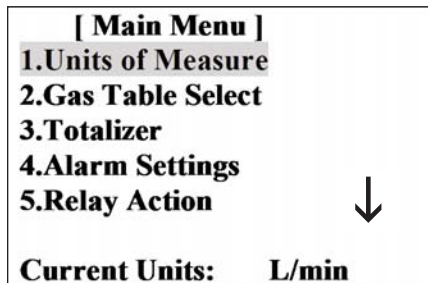 [ Main Menu ]
1.Units of Measure
2.Gas Table Select
3.Totalizer
4.Alarm Settings
5.Relay Action
Current Units: L/min